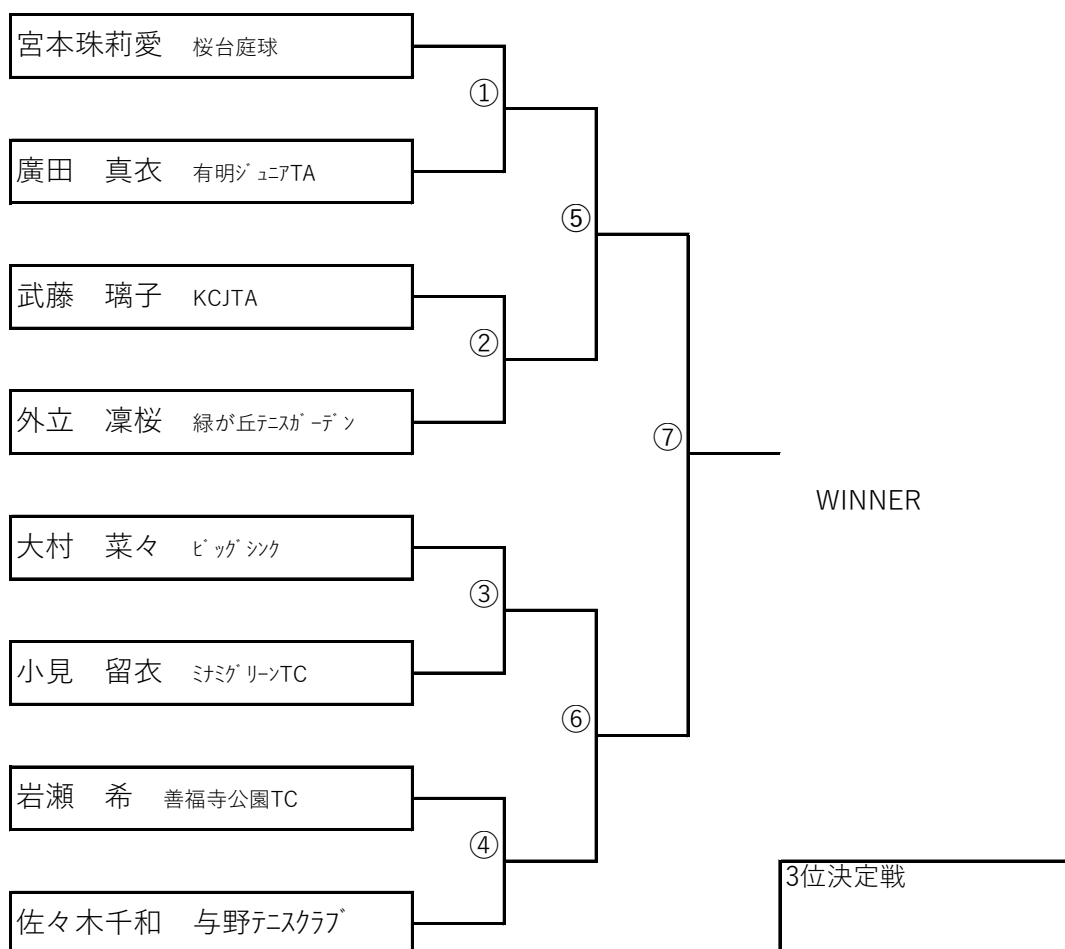 宮本珠莉愛　桜台庭球
①
廣田　真衣　有明ｼﾞｭﾆｱTA
⑤
武藤　璃子　KCJTA
②
外立　凜桜　緑が丘ﾃﾆｽｶﾞｰﾃﾞﾝ
⑦
WINNER
大村　菜々　ﾋﾞｯｸﾞｼﾝｸ
③
小見　留衣　ﾐﾅﾐｸﾞﾘｰﾝTC
⑥
岩瀬　希　善福寺公園TC
④
3位決定戦
佐々木千和　与野ﾃﾆｽｸﾗﾌﾞ